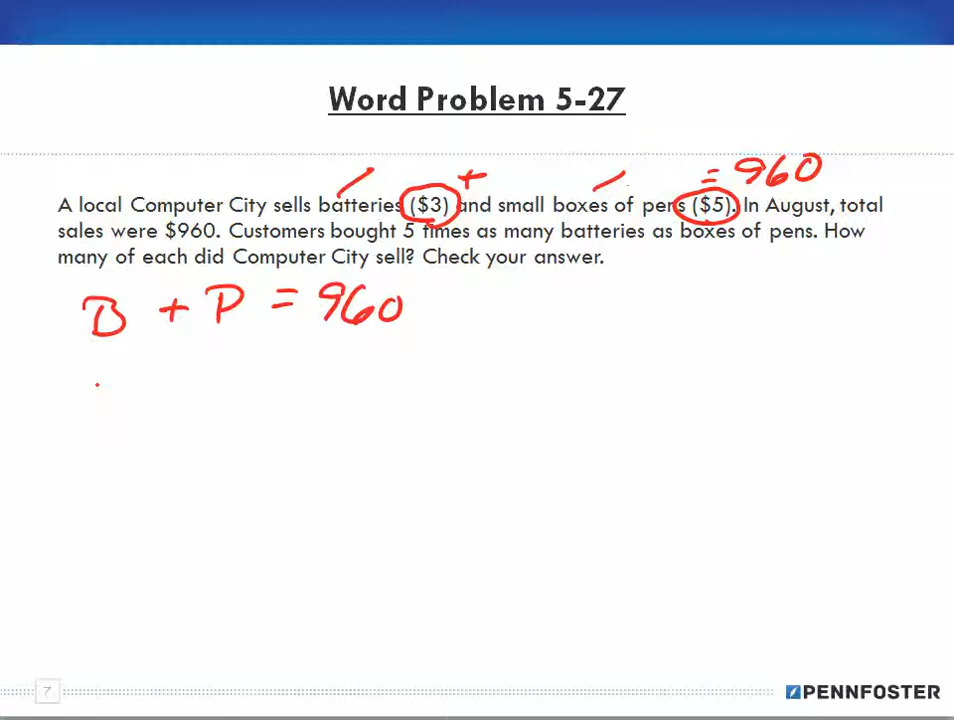 Word Problem 5-27
+ = 960
A local Computer City sells batteries ($3) and small boxes of pens ($5). In August, total
sales were $960. Customers bought 5 times as many batteries as boxes of pens. How
many of each did Computer City sell? Check your answer.
B + P = 960
7
PENNFOSTER